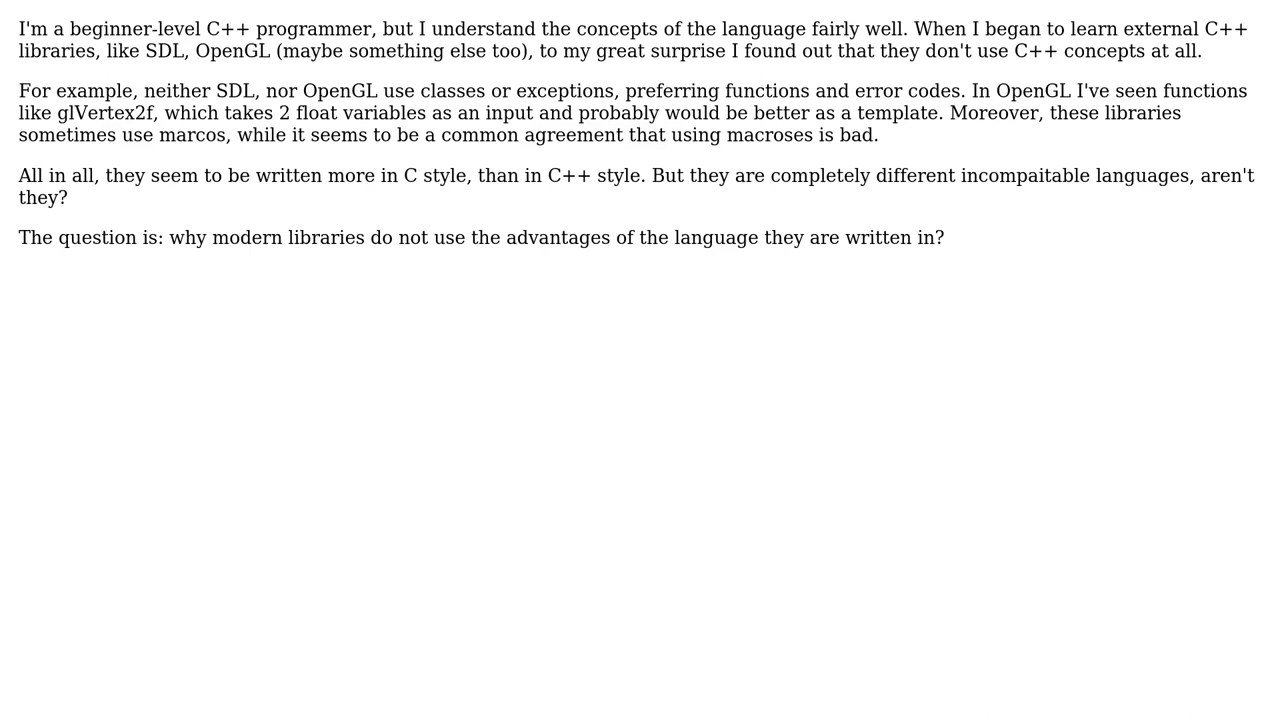 I'm a beginner-level C++ programmer, but I understand the concepts of the language fairly well. When I began to learn external C++
libraries, like SDL, OpenGL (maybe something else too), to my great surprise I found out that they don't use C++ concepts at all.
For example, neither SDL, nor OpenGL use classes or exceptions, preferring functions and error codes. In OpenGL I've seen functions
like glVertex2f, which takes 2 float variables as an input and probably would be better as a template. Moreover, these libraries
sometimes use marcos, while it seems to be a common agreement that using macroses is bad.
All in all, they seem to be written more in C style, than in C++ style. But they are completely different incompaitable languages, aren't
they?
The question is: why modern libraries do not use the advantages of the language they are written in?